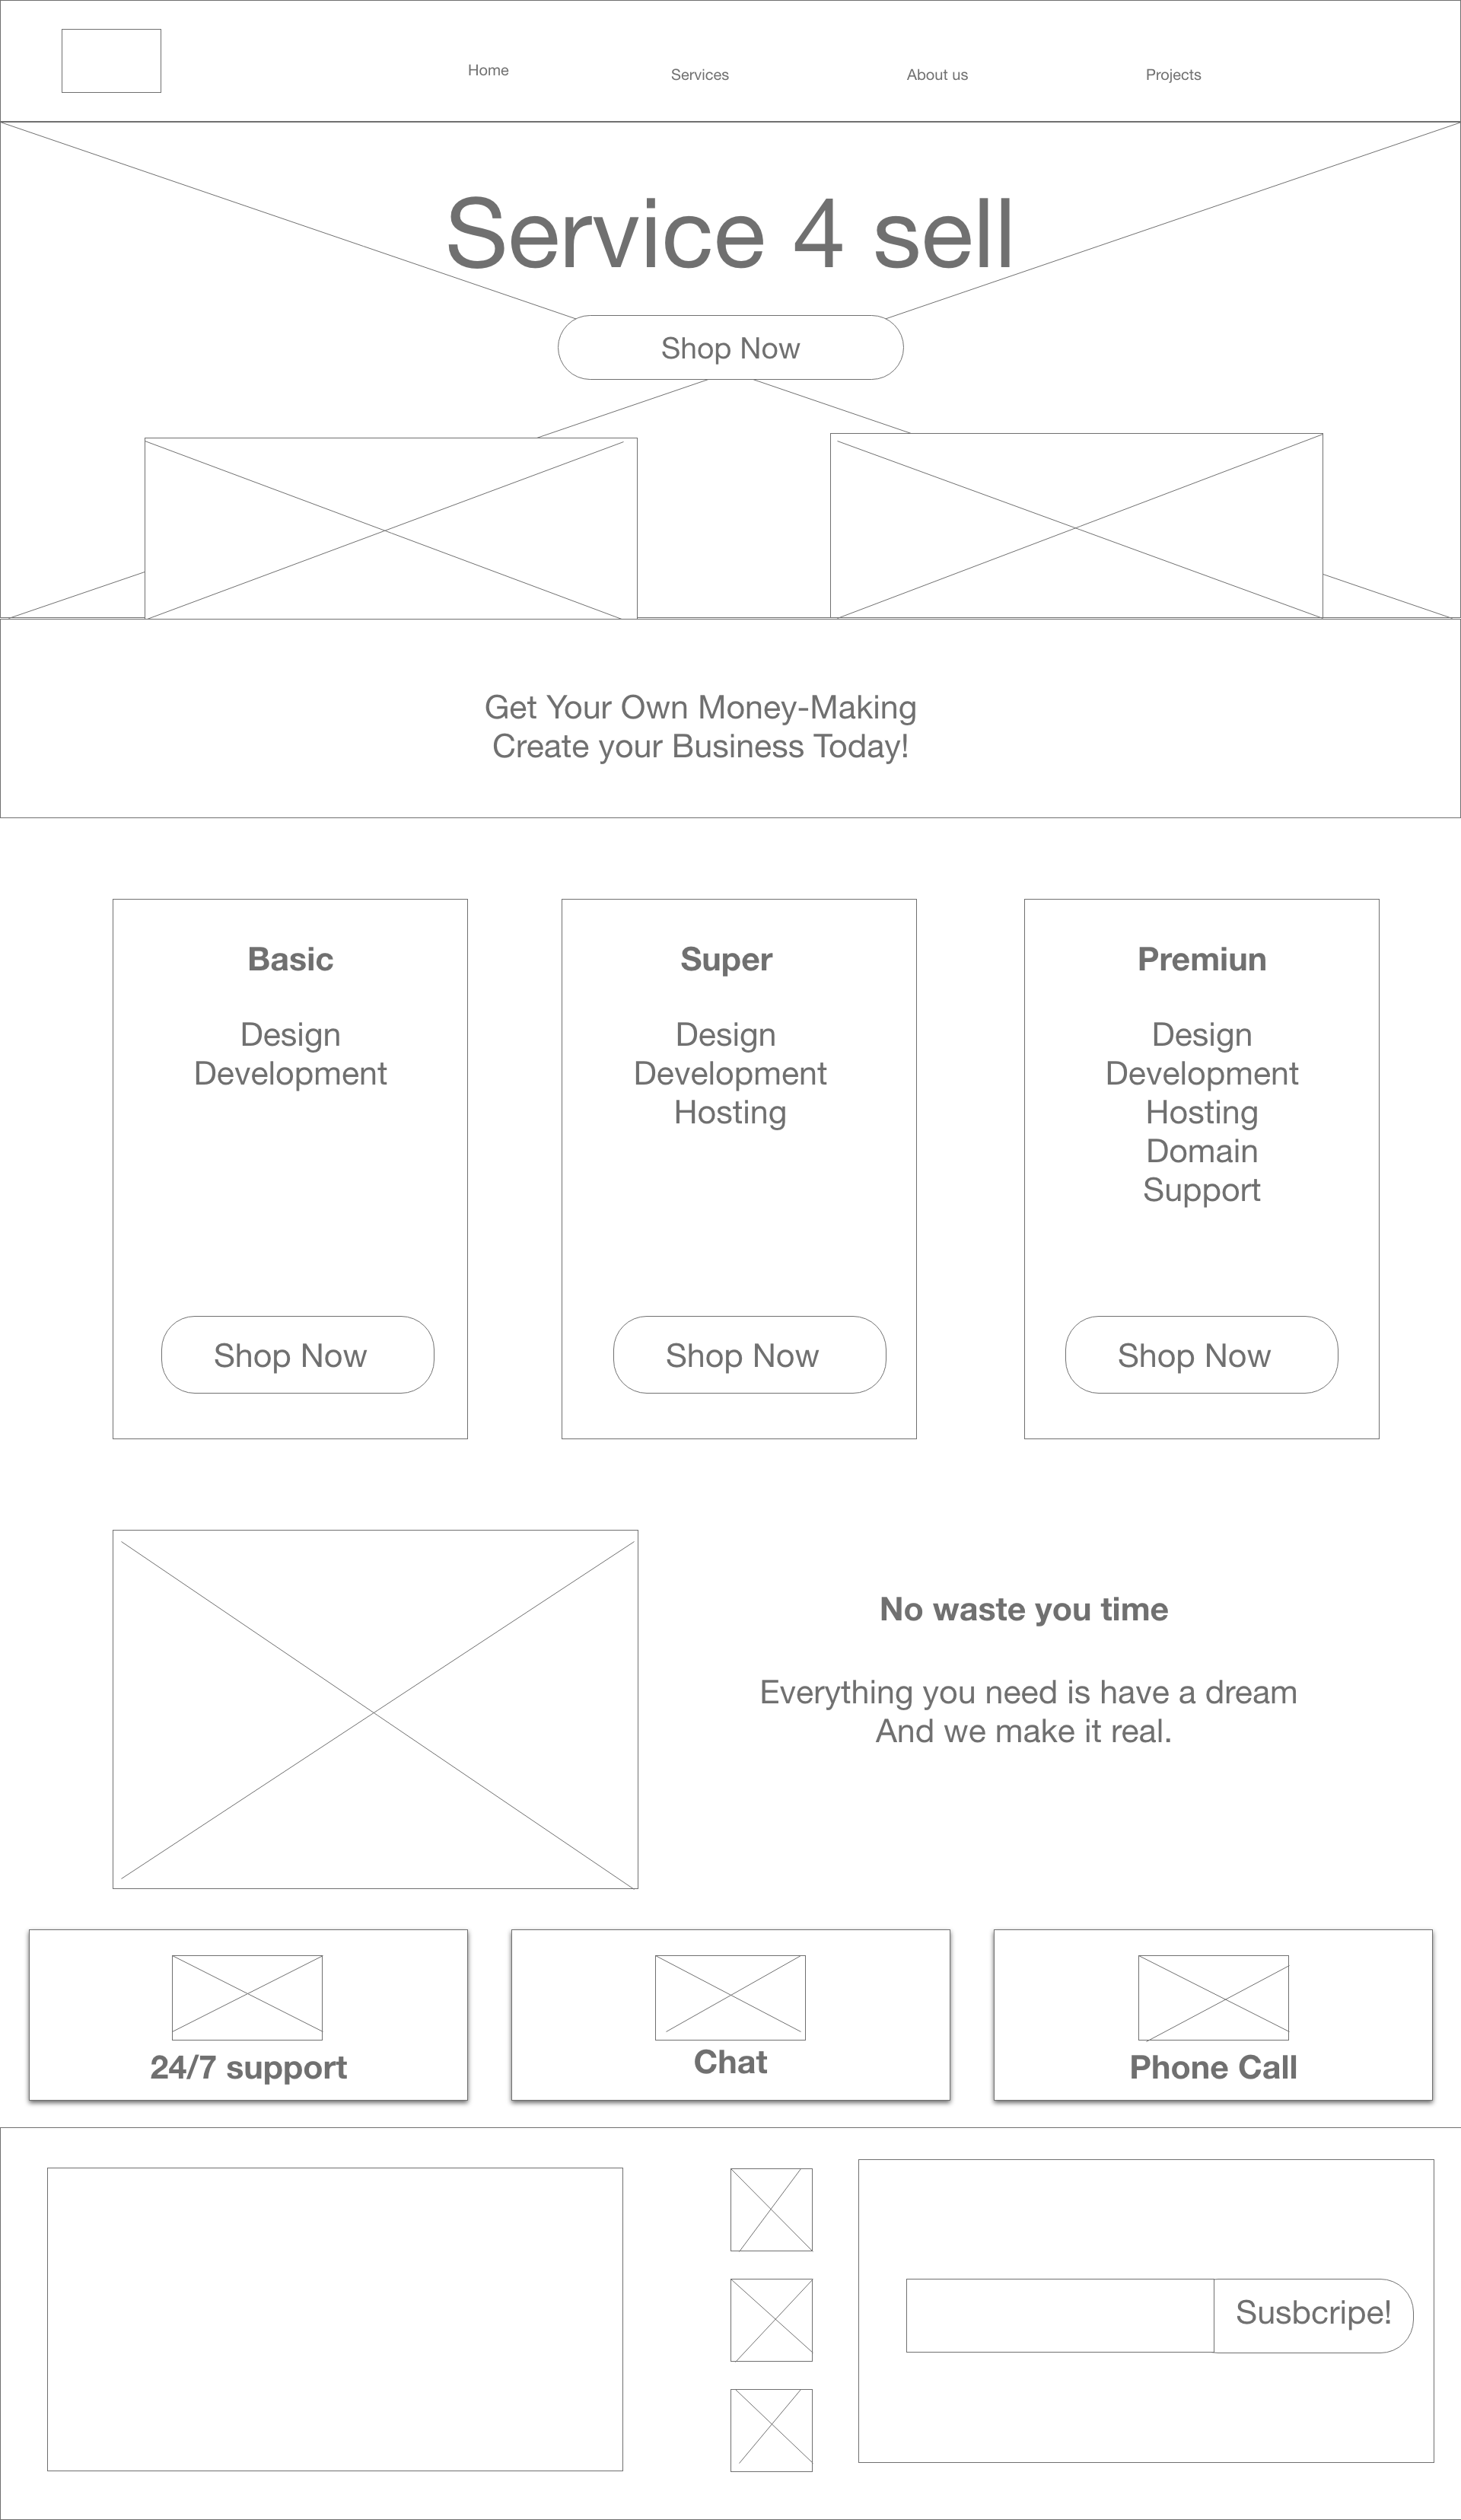 Home
Services
About us
Projects
Service 4 sell
Shop Now
Get Your Own Money-Making
Create your Business Today!
Basic
Design
Development
Shop Now
Super
Design
Development
Hosting
Shop Now
Premiun
Design
Development
Hosting
Domain
Support
Shop Now
No waste you time
Everything you need is have a dream
And we make it real.
24/7 support
Chat
Phone Call
Susbcripe!